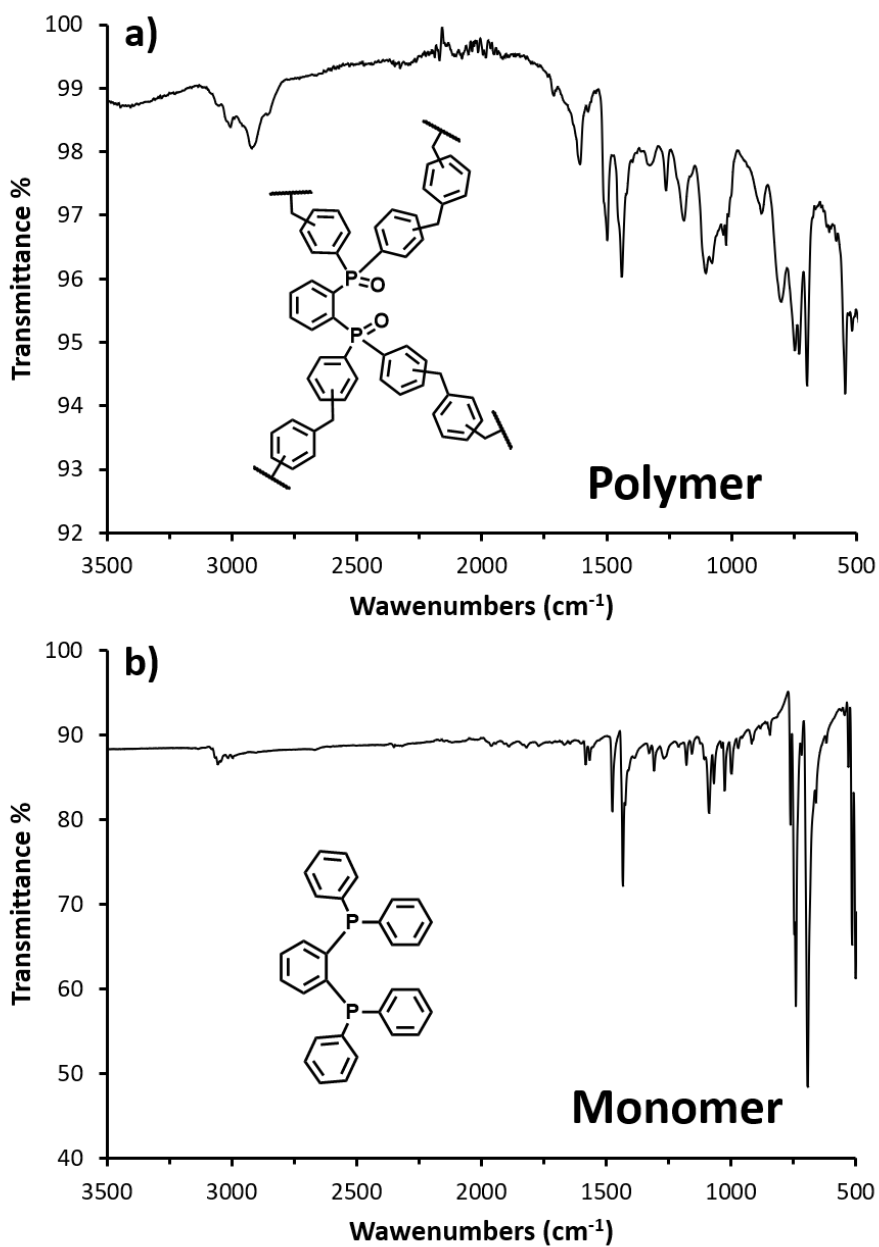 a)
100
99
98
97
96
95
94
93
92
Transmittance %
P
O
P
O
Polymer
3500
3000
2500
2000
1500
1000
500
Wawenumbers (cm-1)
b)
100
90
80
70
60
50
40
Transmittance %
P
P
Monomer
3500
3000
2500
2000
1500
1000
500
Wawenumbers (cm-1)